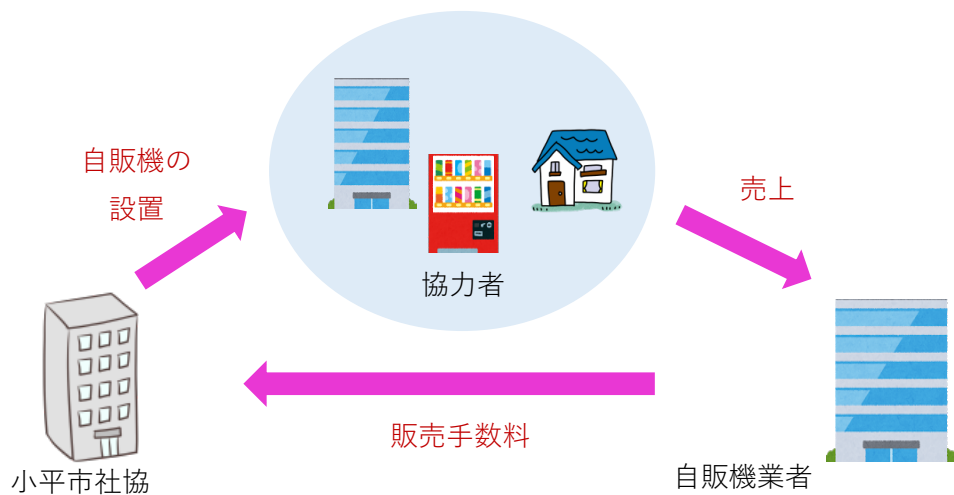 自販機の
設置
売上
協力者
販売手数料
小平市社協
自販機業者